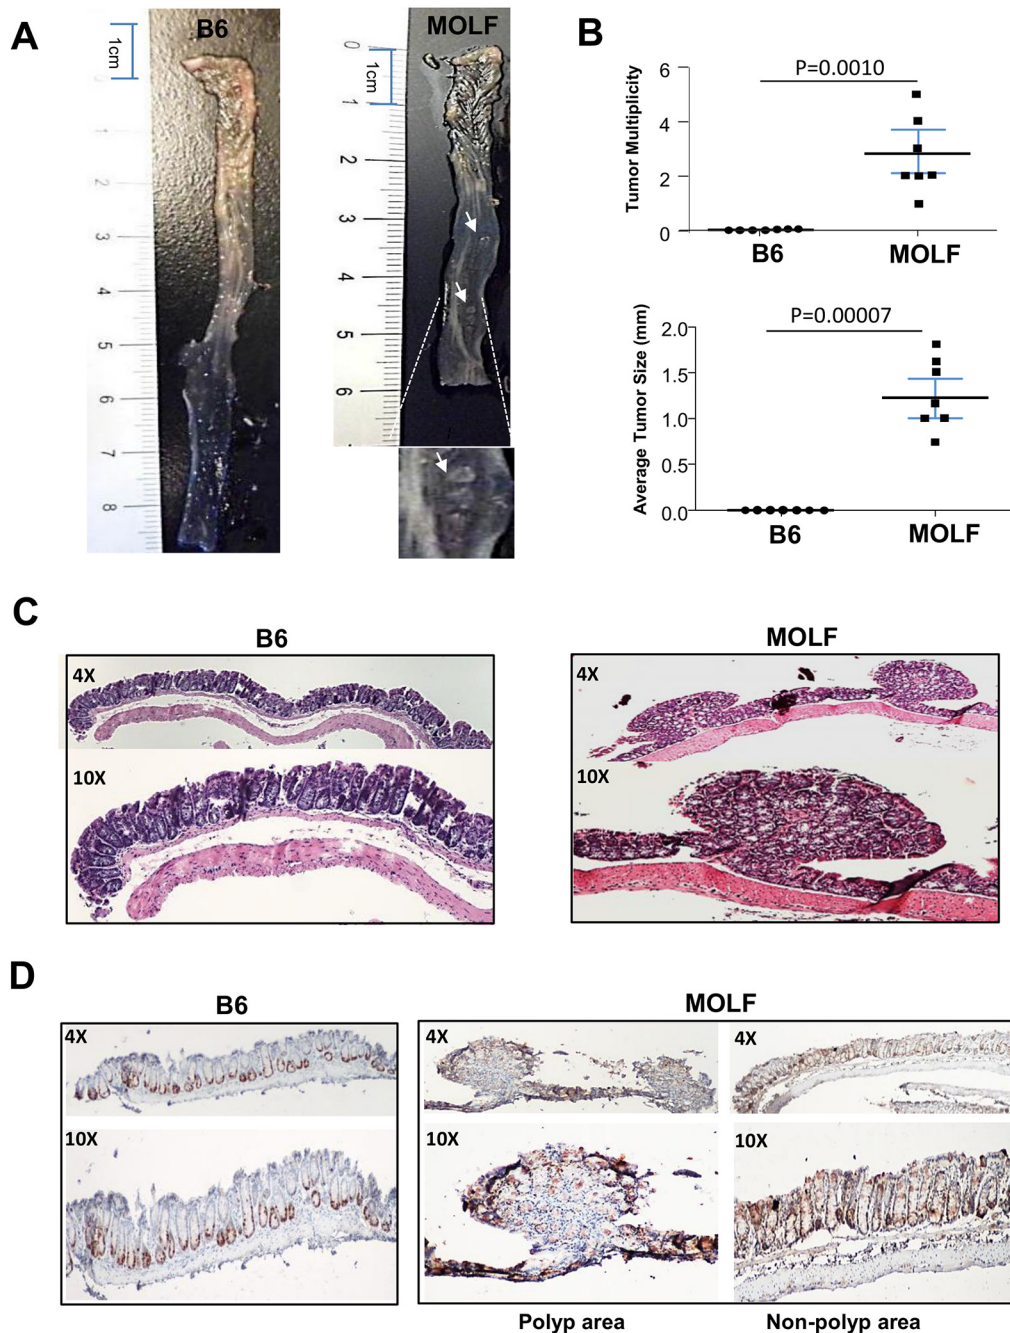 A
B6
MOLF
1cm
0
1
2
3
4
5
6
7
8
1cm
0
1
2
3
4
5
6
B
P=0.0010
Tumor Multiplicity
6
4
2
0
B6
MOLF
P=0.00007
Average Tumor Size (mm)
2.0
1.5
1.0
0.5
0.0
B6
MOLF
C
B6
MOLF
4X
10X
4X
10X
D
B6
MOLF
4X
10X
4X
4X
10X
10X
Polyp area
Non-polyp area